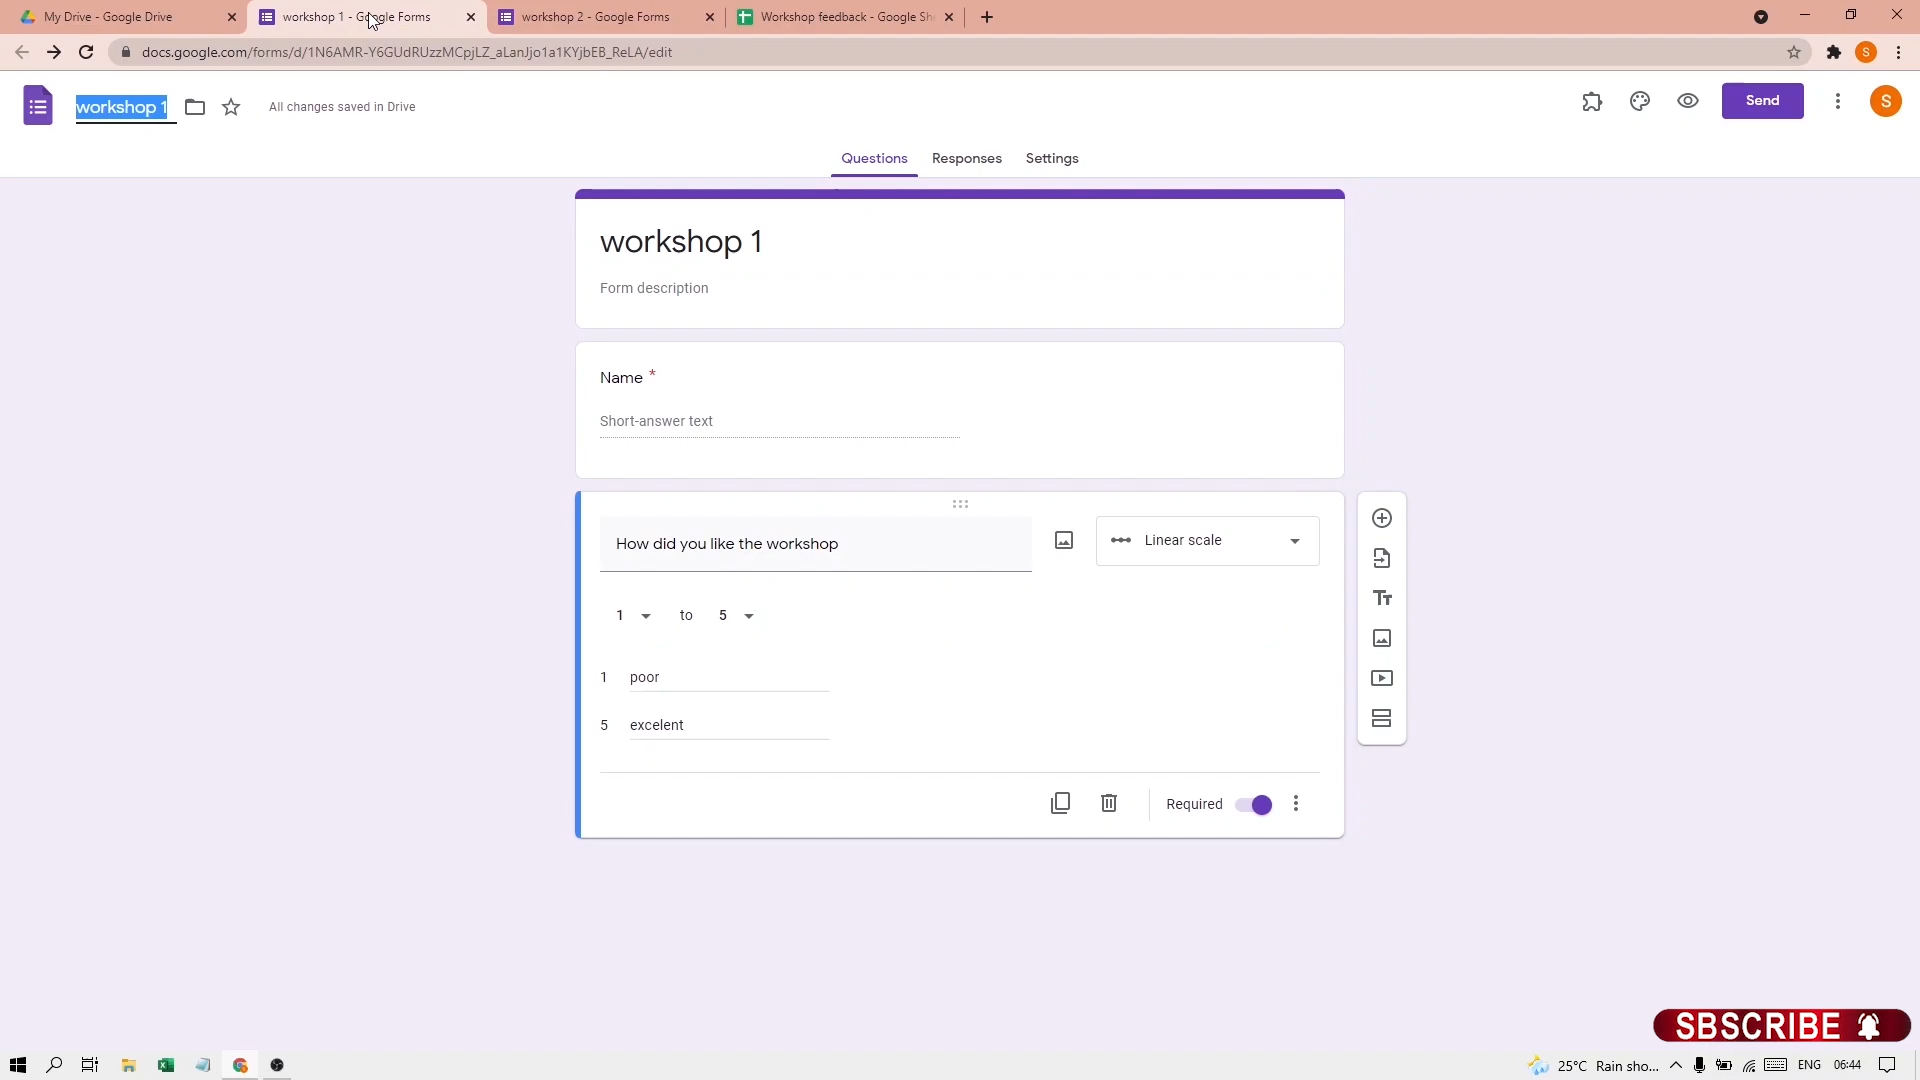 My Drive - Google Drive
workshop 1 - Google Forms
workshop 2 - Google Forms
Workshop feedback - Google Sh
docs.google.com/forms/d/1N6AMR-Y6GUdRUzzMCpjLZ_aLanJjo1a1KYjbEB_ReLA/edit
S
workshop 1
All changes saved in Drive
Send
S
Questions
Responses
Settings
workshop 1
Form description
Name *
Short-answer text
How did you like the workshop
Linear scale
1 to 5
1 poor
5 excelent
Required
SBSCRIBE
25°C Rain sho...
ENG
06:44